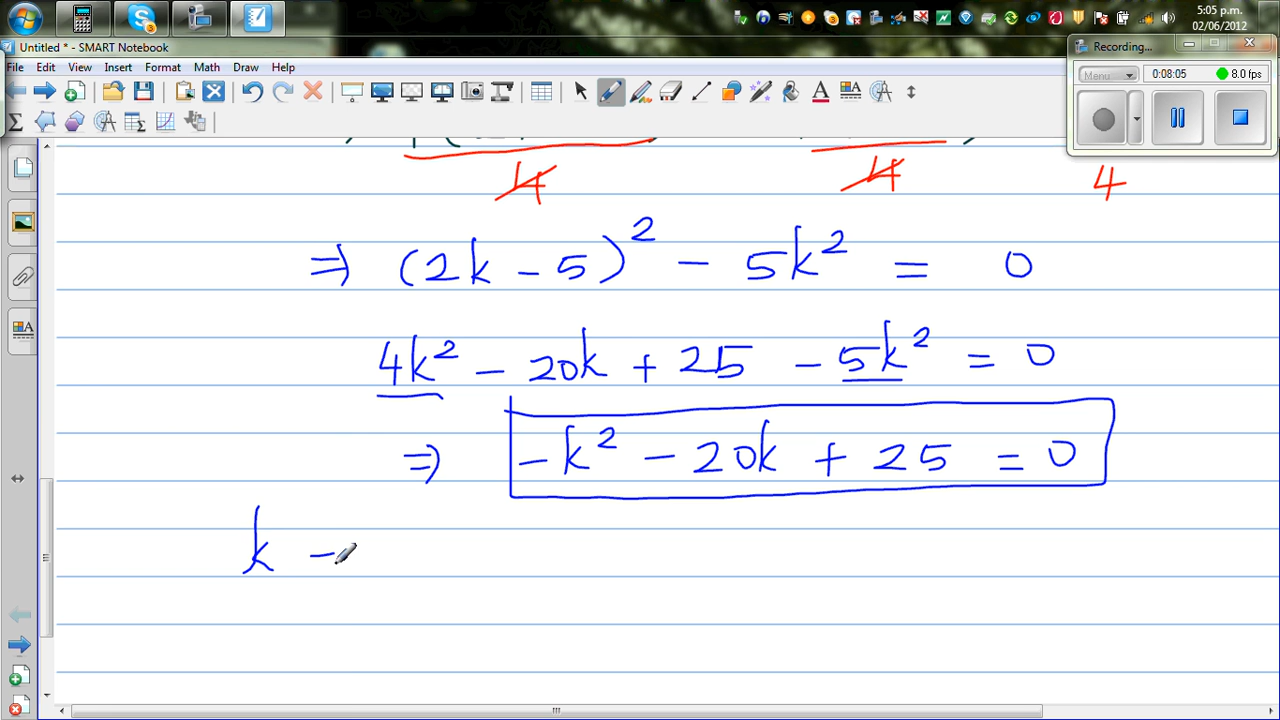 5:05 p.m.
02/06/2012
Untitled * - SMART Notebook
Recording...
File Edit View Insert Format Math Draw Help
Menu
0:08:05
8.0 fps
4 4 4
⇒ (2k - 5)² - 5k² = 0
4k² - 20k + 25 - 5k² = 0
⇒ -k² - 20k + 25 = 0
k -